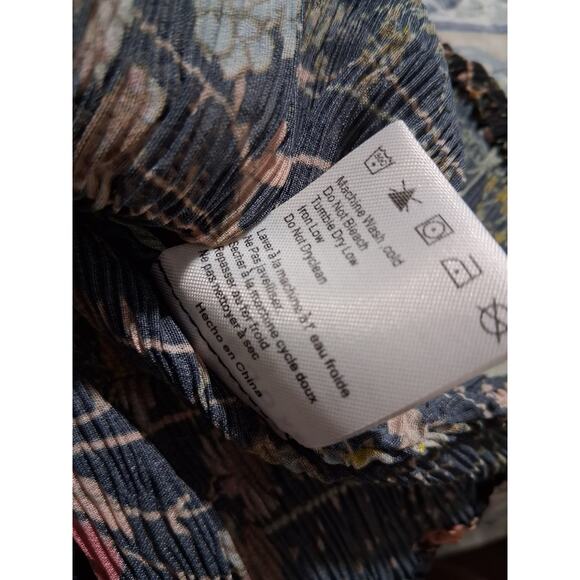 Machine Wash cold
Do Not Bleach
Tumble Dry Low
Iron Low
Do Not Dryclean
Laver à la machine à l' eau froide
Ne Pas javelliser
Sécher à la machine cycle doux
Repasser au fer froid
Ne pas nettoyer à sec
Hecho en China